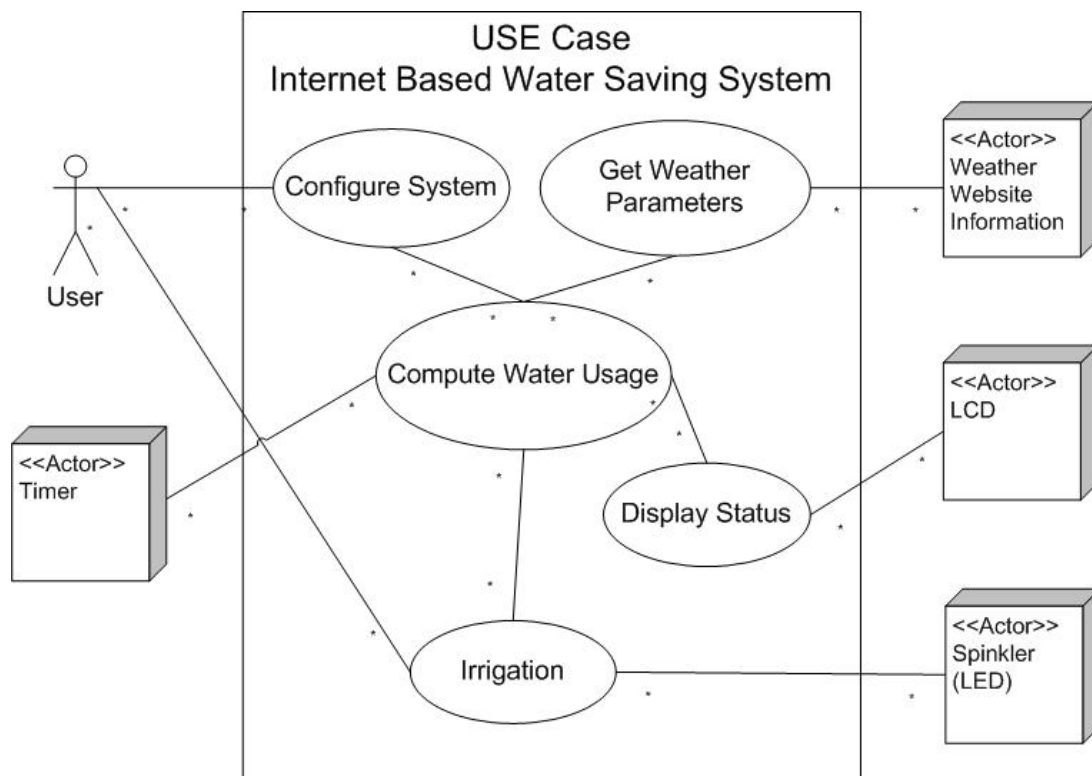 USE Case
Internet Based Water Saving System
Configure System
Get Weather
Parameters
<<Actor>>
Weather
Website
Information
*
*
*
*
*
User
*
*
*
*
Compute Water Usage
*
*
*
<<Actor>>
LCD
*
<<Actor>>
Timer
*
*
Display Status
*
*
*
<<Actor>>
Spinkler
(LED)
*
Irrigation
*
*